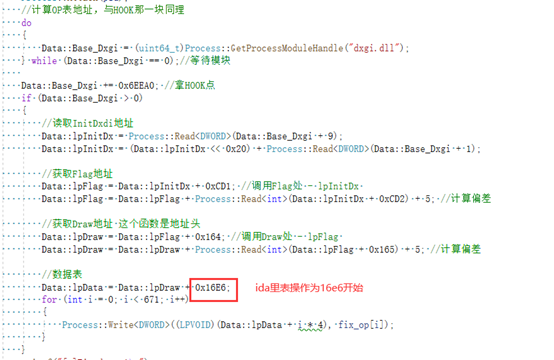 //计算OP表地址，与HOOK那一块同理
do
{
Data::Base_Dxgi = (uint64_t)Process::GetProcessModuleHandle("dxgi.dll");
} while (Data::Base_Dxgi == 0);//等待模块
Data::Base_Dxgi += 0x6EEA0; //拿HOOK点
if (Data::Base_Dxgi > 0)
{
//读取InitDxdi地址
Data::lpInitDx = Process::Read<DWORD>(Data::Base_Dxgi + 9);
Data::lpInitDx = (Data::lpInitDx << 0x20) + Process::Read<DWORD>(Data::Base_Dxgi + 1);
//获取Flag地址
Data::lpFlag = Data::lpInitDx + 0xCD1; //调用Flag处 - lpInitDx
Data::lpFlag = Data::lpFlag + Process::Read<int>(Data::lpInitDx + 0xCD2) + 5; //计算偏差
//获取Draw地址 这个函数是地址头
Data::lpDraw = Data::lpFlag + 0x164; //调用Draw处 - lpFlag
Data::lpDraw = Data::lpDraw + Process::Read<int>(Data::lpFlag + 0x165) + 5; //计算偏差
//数据表
Data::lpData = Data::lpDraw + 0x16E6; ida里表操作为16e6开始
for (int i = 0; i < 671; i++)
{
Process::Write<DWORD>((LPVOID)(Data::lpData + i * 4), fix_op[i]);
}
}